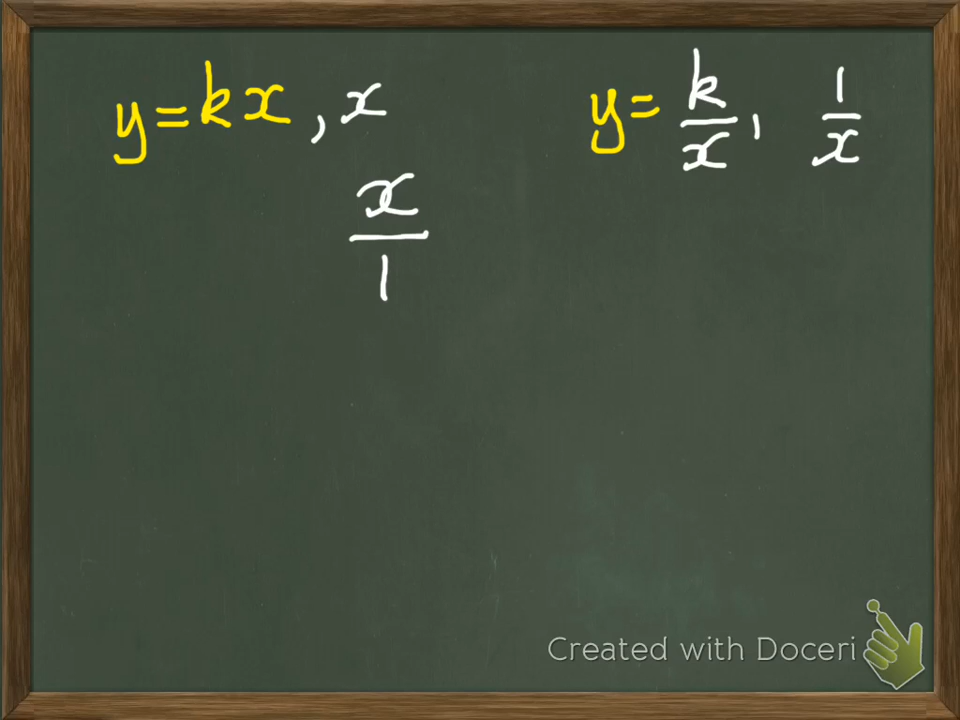 y = kx , x
x/1
y = k/x , 1/x
Created with Doceri